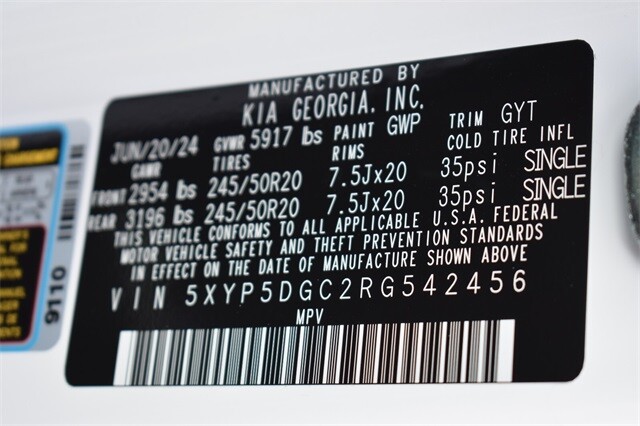 MANUFACTURED BY
KIA GEORGIA, INC.
JUN/20/24 GVWR 5917 lbs PAINT GWP TRIM GYT
GAWR TIRES RIMS COLD TIRE INFL
FRONT 2954 lbs 245/50R20 7.5Jx20 35psi SINGLE
REAR 3196 lbs 245/50R20 7.5Jx20 35psi SINGLE
THIS VEHICLE CONFORMS TO ALL APPLICABLE U.S.A. FEDERAL
MOTOR VEHICLE SAFETY AND THEFT PREVENTION STANDARDS
IN EFFECT ON THE DATE OF MANUFACTURE SHOWN ABOVE
VIN 5XYP5DGC2RG542456
MPV
9110